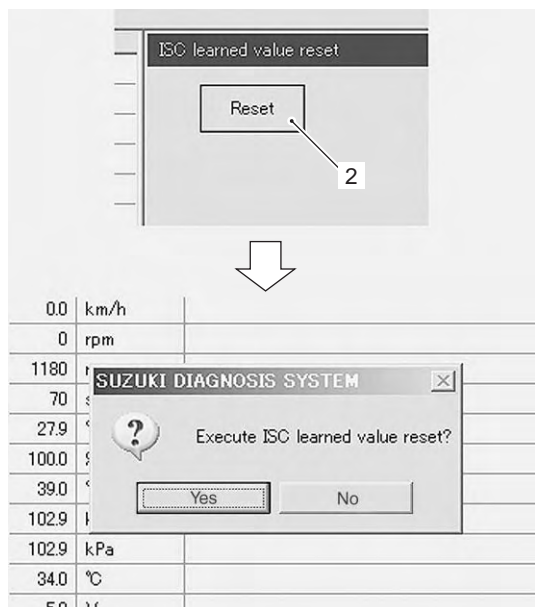 ISC learned value reset
Reset
2
0.0 km/h
0 rpm
1180
70
SUZUKI DIAGNOSIS SYSTEM
27.9
Execute ISC learned value reset?
100.0
39.0
Yes No
102.9
102.9 kPa
34.0 °C